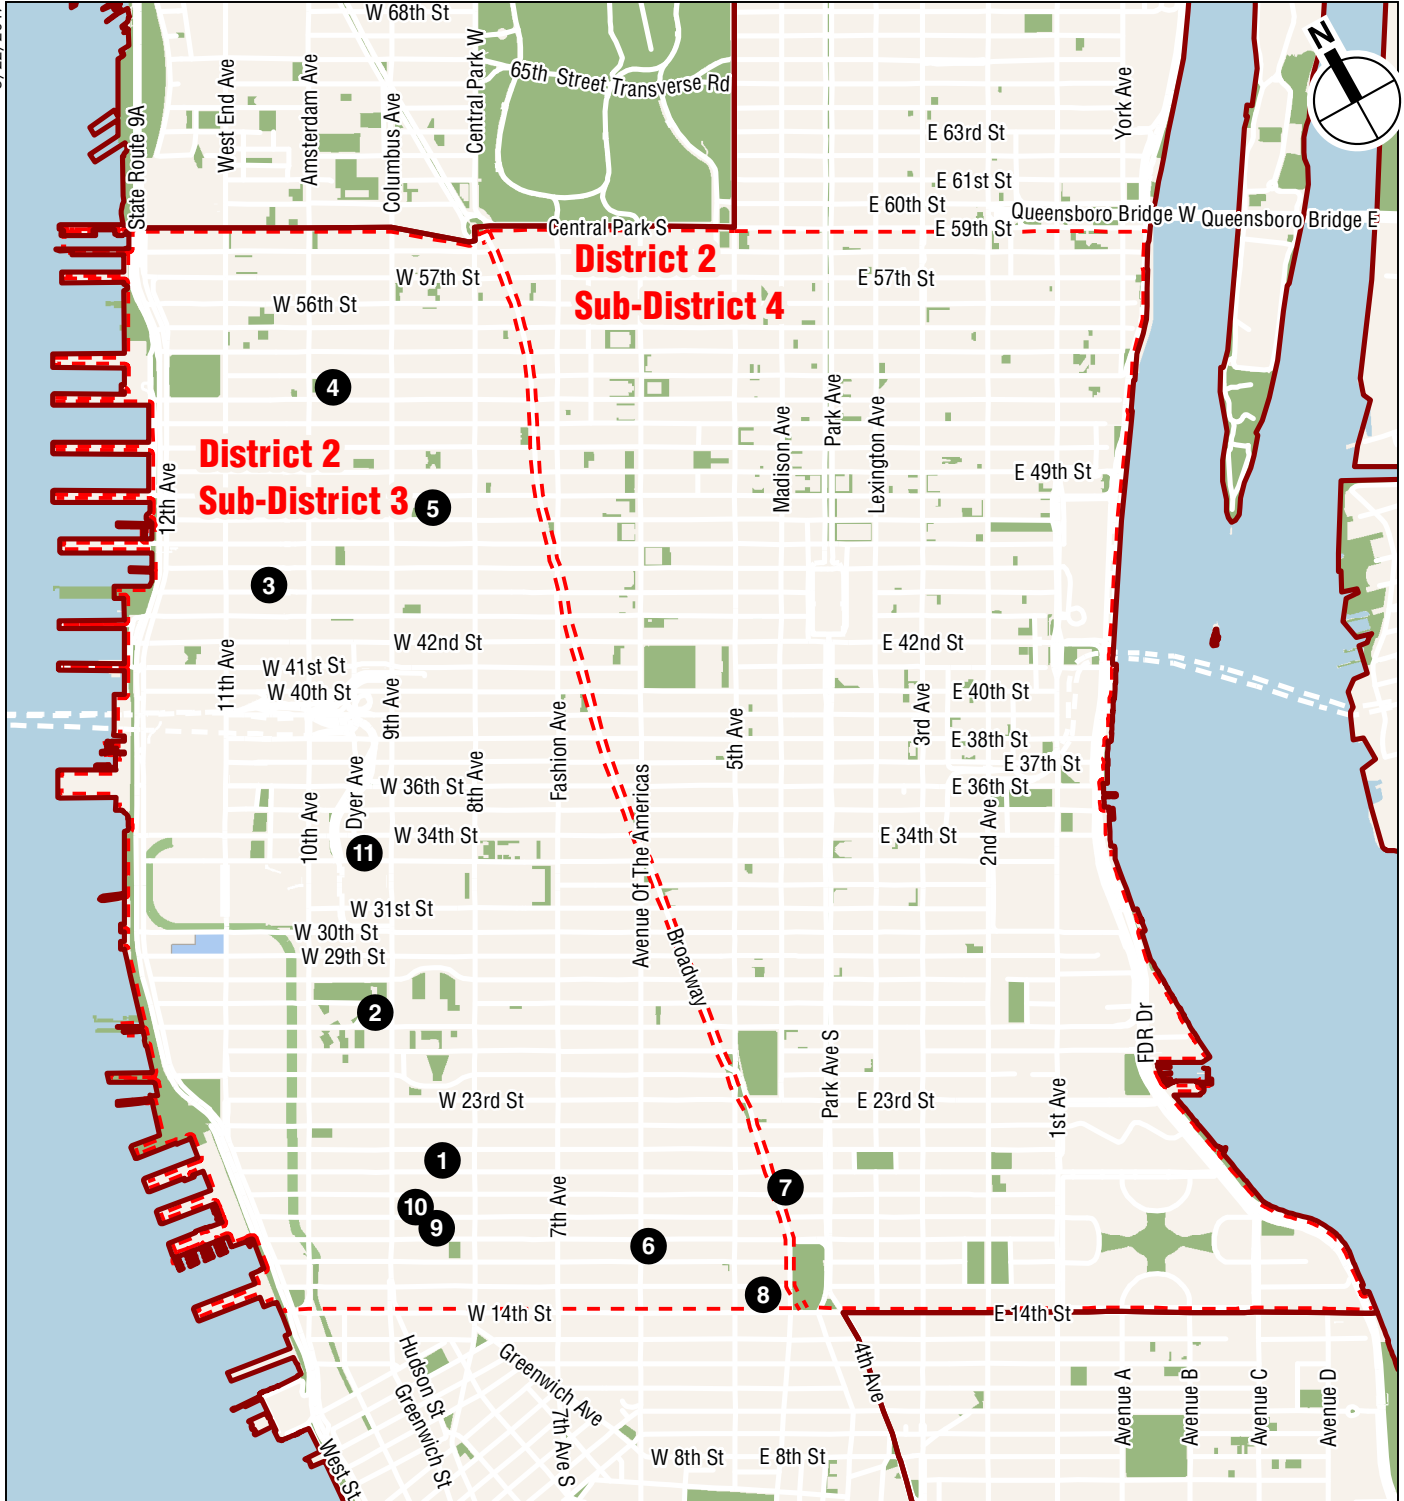 W 68th St
N
65th Street Transverse Rd
West End Ave
Amsterdam Ave
Columbus Ave
Central Park W
York Ave
State Route 9A
E 63rd St
E 61st St
E 60th St
Queensboro Bridge W
Queensboro Bridge E
Central Park S
E 59th St
District 2
Sub-District 4
W 57th St
E 57th St
W 56th St
4
Park Ave
Madison Ave
Lexington Ave
District 2
Sub-District 3
E 49th St
12th Ave
5
3
W 42nd St
E 42nd St
W 41st St
W 40th St
11th Ave
9th Ave
E 40th St
3rd Ave
Fashion Ave
5th Ave
E 38th St
E 37th St
Dyer Ave
W 36th St
8th Ave
E 36th St
10th Ave
W 34th St
E 34th St
2nd Ave
11
Avenue Of The Americas
W 31st St
W 30th St
W 29th St
Broadway
2
FDR Dr
Park Ave S
W 23rd St
E 23rd St
1st Ave
1
7
10
9
7th Ave
6
8
W 14th St
E 14th St
Hudson St
Greenwich Ave
4th Ave
Greenwich St
7th Ave S
Avenue A
Avenue B
Avenue C
Avenue D
West St
W 8th St
E 8th St